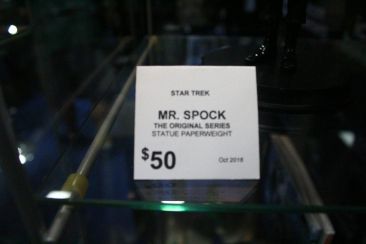 STAR TREK
MR. SPOCK
THE ORIGINAL SERIES
STATUE PAPERWEIGHT
$50 Oct 2018